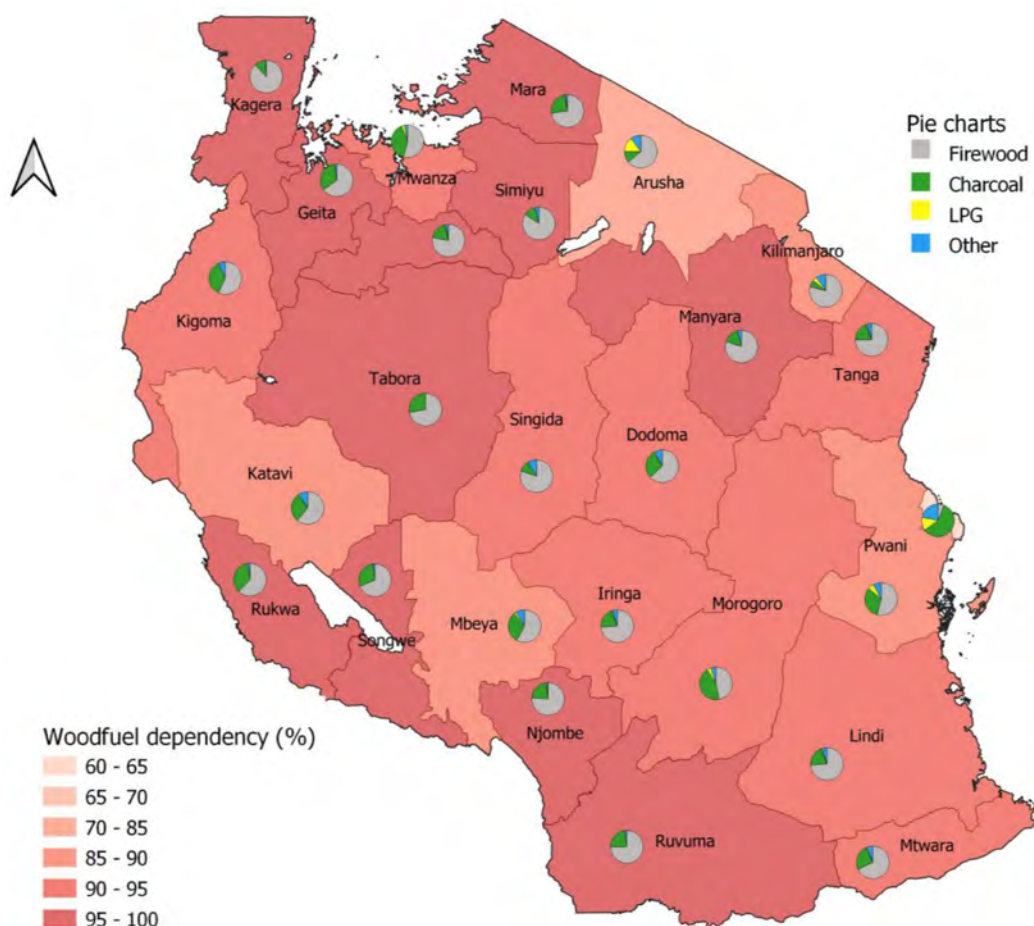 Kagera
Mara
Pie charts
Firewood
Charcoal
LPG
Other
Mwanza
Arusha
Geita
Simiyu
Kilimanjaro
Kigoma
Manyara
Tabora
Tanga
Singida
Dodoma
Katavi
Pwani
Rukwa
Songwe
Mbeya
Iringa
Morogoro
Njombe
Lindi
Woodfuel dependency (%)
60 - 65
65 - 70
70 - 85
85 - 90
90 - 95
95 - 100
Ruvuma
Mtwara